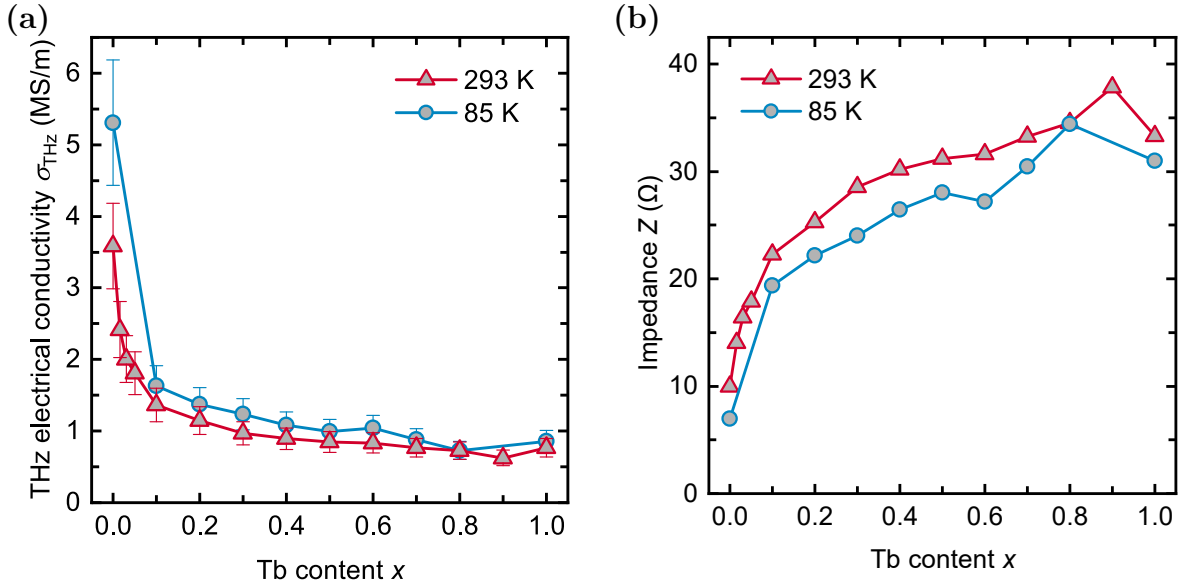 (a)
THz electrical conductivity σTHz (MS/m)
6
5
4
3
2
1
0
293 K
85 K
0.0 0.2 0.4 0.6 0.8 1.0
Tb content x
(b)
Impedance Z (Ω)
40
30
20
10
0
293 K
85 K
0.0 0.2 0.4 0.6 0.8 1.0
Tb content x